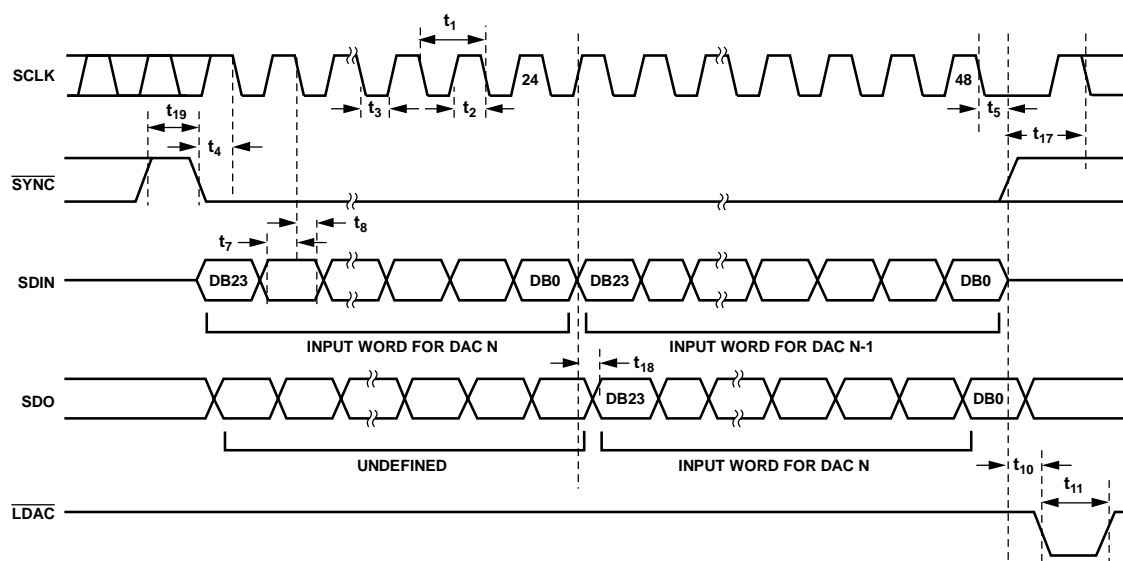 t1
SCLK
24
48
t3
t2
t5
t19
t4
t17
SYNC
t8
t7
SDIN
DB23
DB0
DB23
DB0
INPUT WORD FOR DAC N
INPUT WORD FOR DAC N-1
t18
SDO
DB23
DB0
UNDEFINED
INPUT WORD FOR DAC N
t10
t11
LDAC